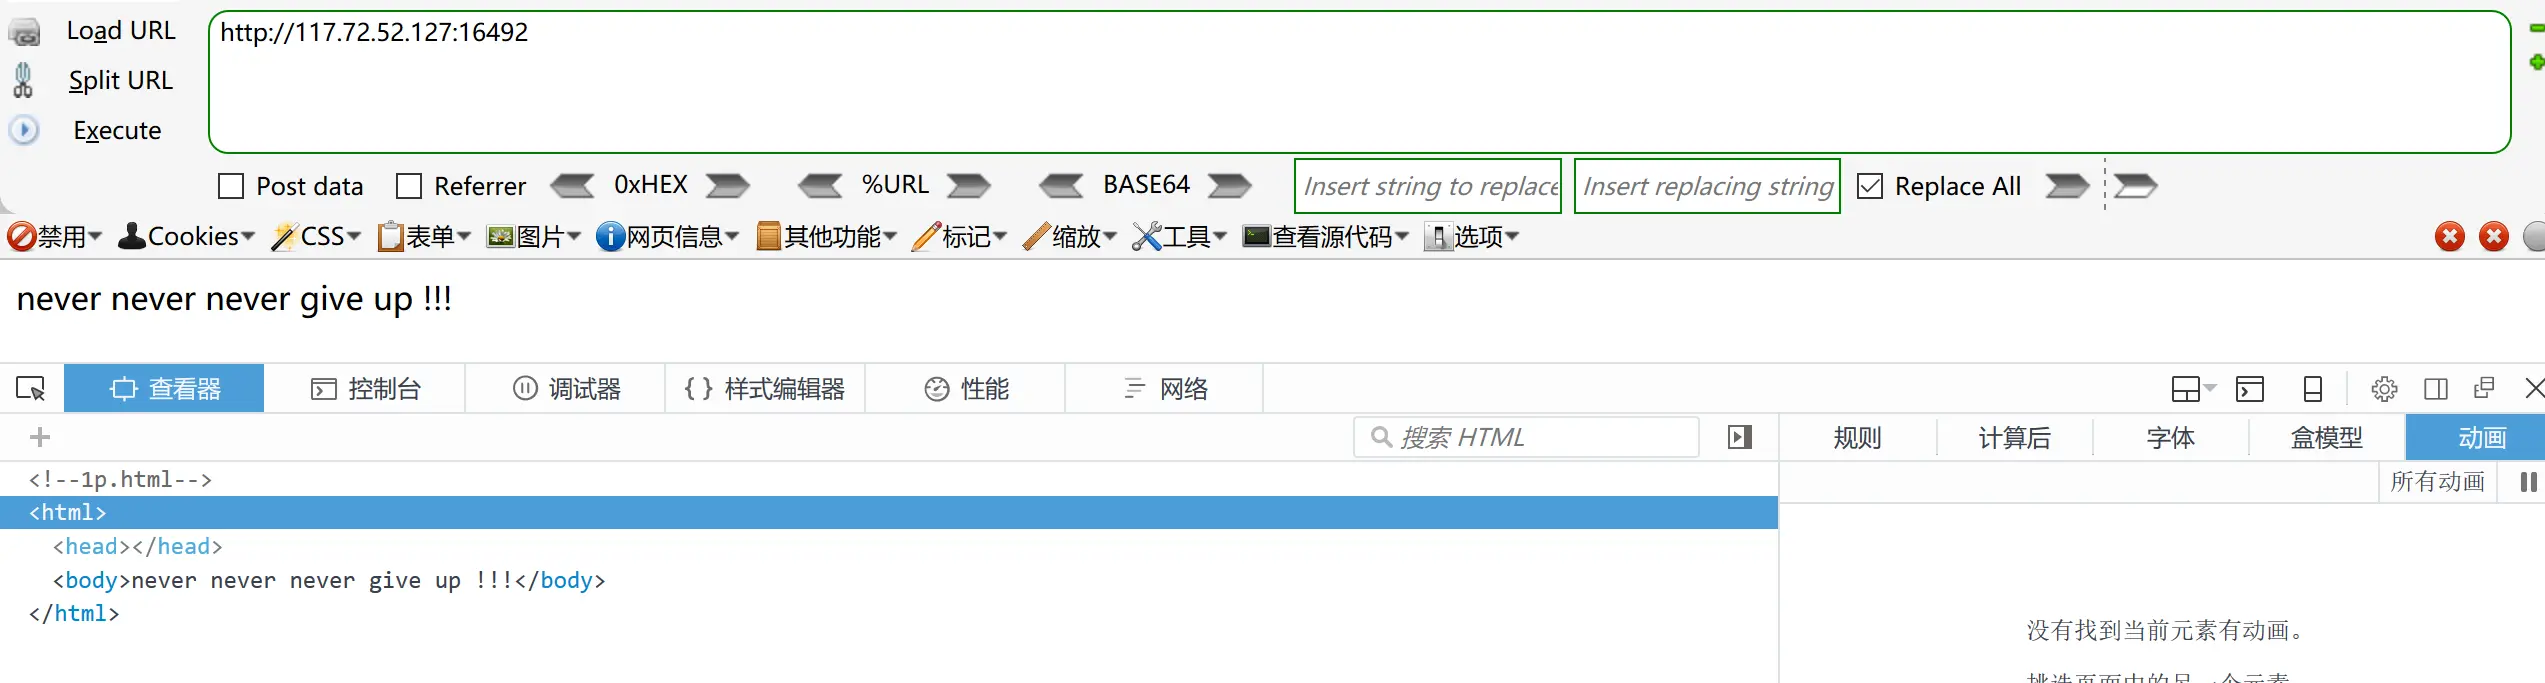 Load URL
http://117.72.52.127:16492
Split URL
Execute
Post data Referrer 0xHEX %URL BASE64 Insert string to replace Insert replacing string Replace All
禁用 Cookies CSS 表单 图片 网页信息 其他功能 标记 缩放 工具 查看源代码 选项
never never never give up !!!
查看器 控制台 调试器 样式编辑器 性能 网络
搜索 HTML 规则 计算后 字体 盒模型 动画
<!--1p.html--> 所有动画
<html>
<head></head>
<body>never never never give up !!!</body>
</html>
没有找到当前元素有动画。